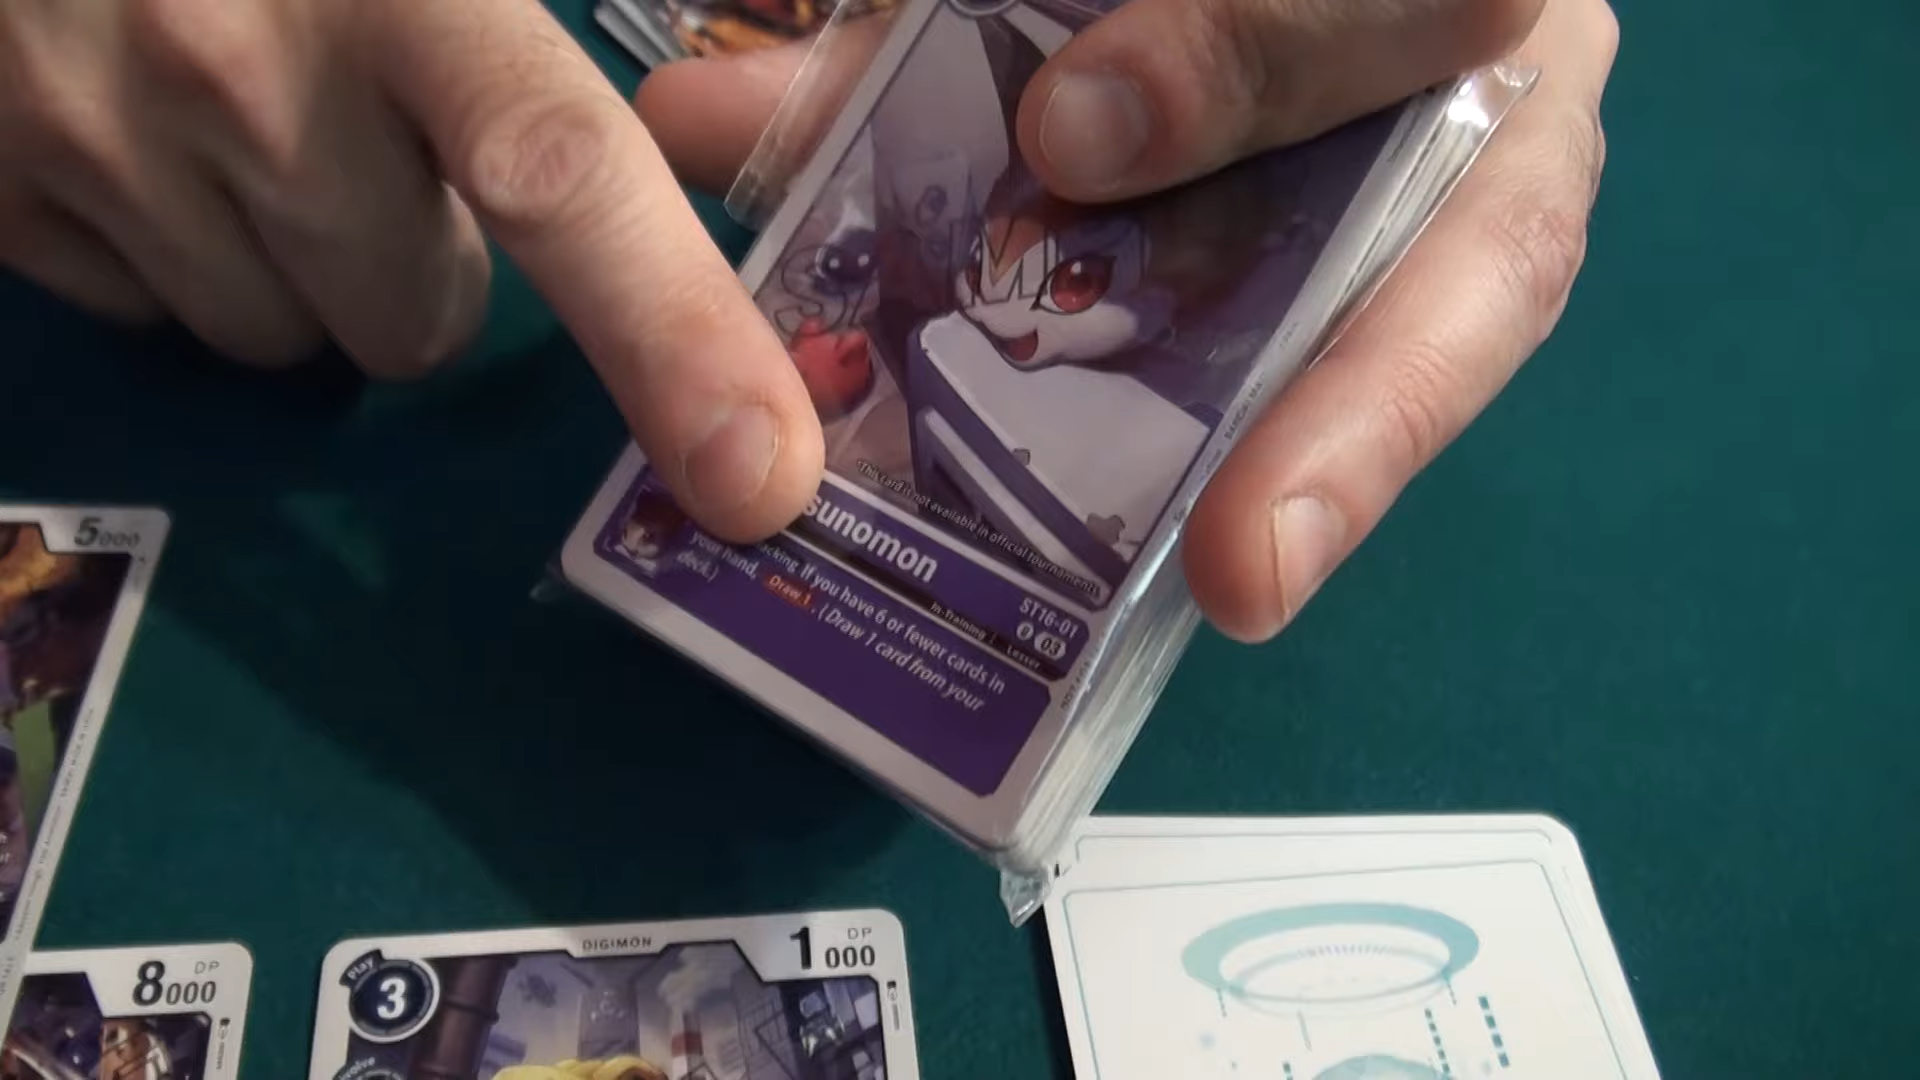 *This card is not available in official tournaments
sunomon
ST16-01
In-Training
Lesser
acking If you have 6 or fewer cards in
your hand, Draw 1. (Draw 1 card from your
deck.)
5000
DP
8000
DIGIMON
Play
3
DP
1000